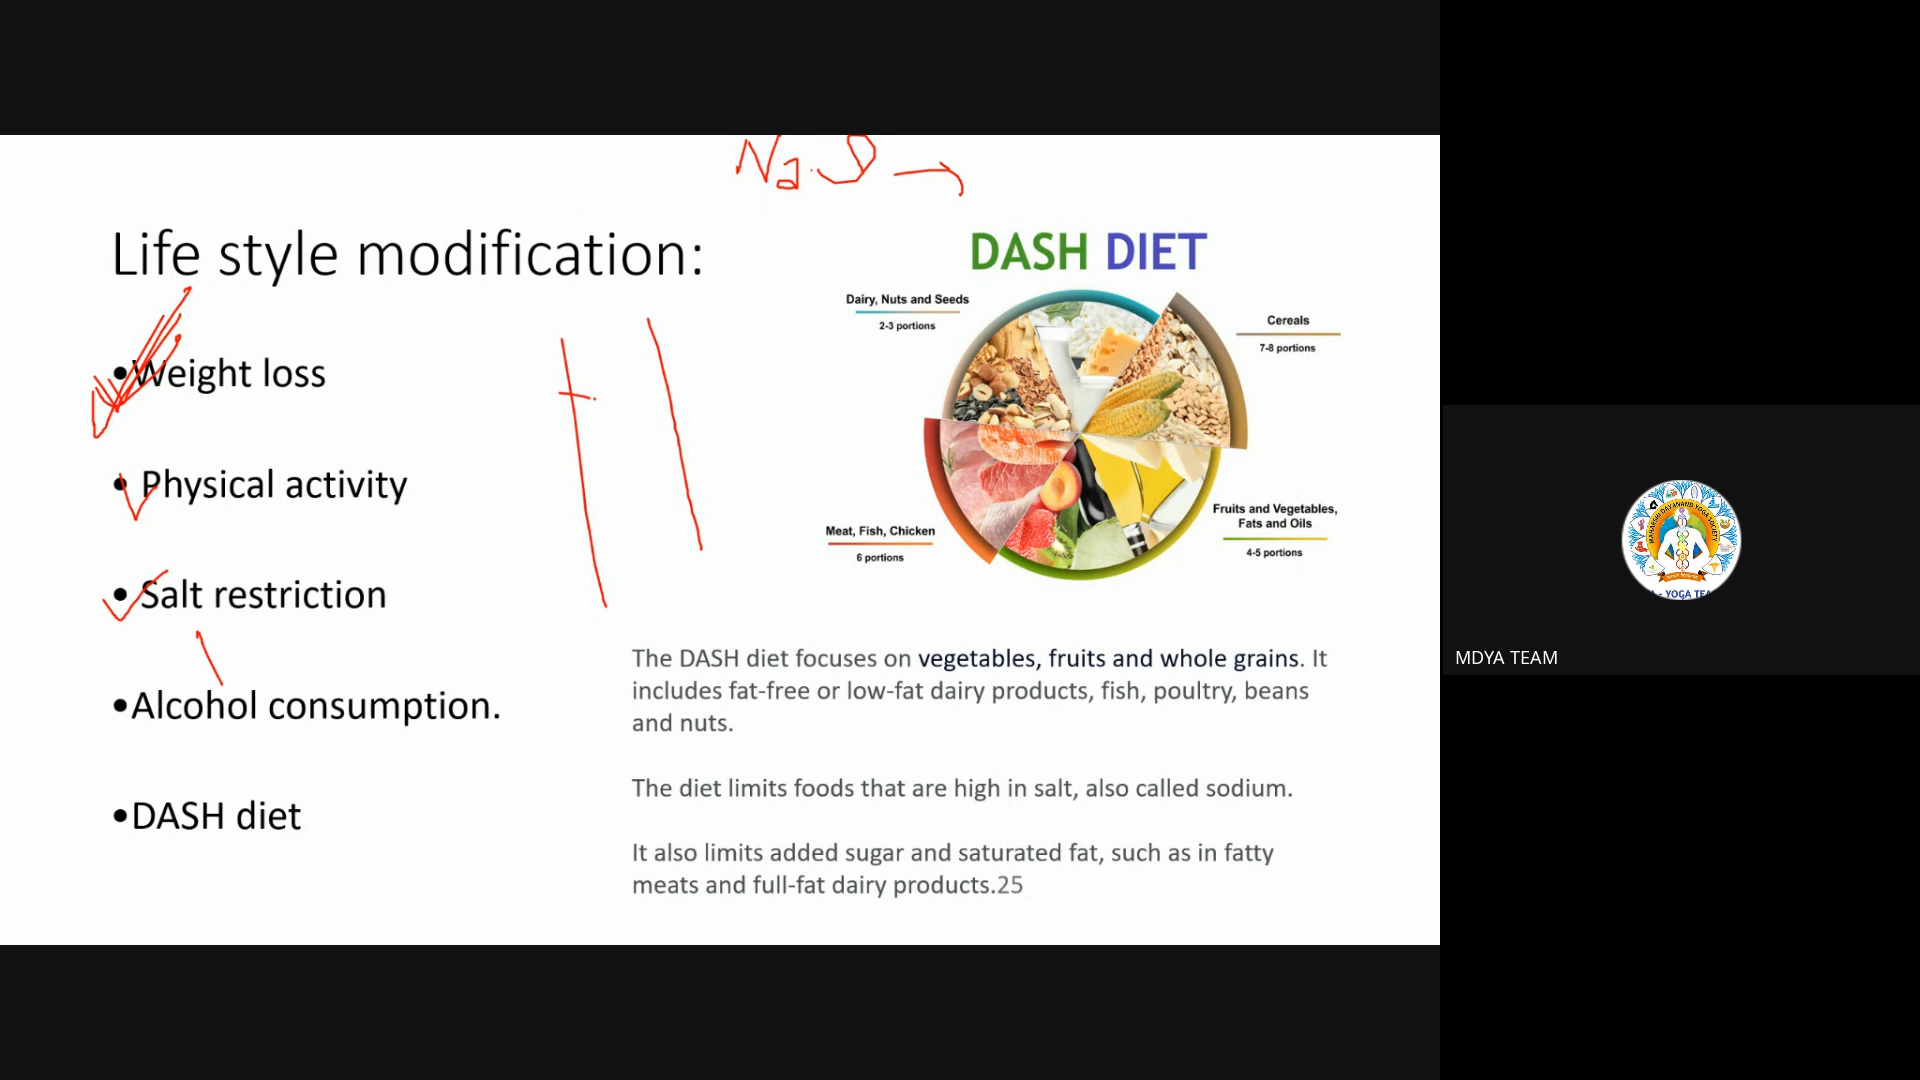 Life style modification:
•Weight loss
• Physical activity
• Salt restriction
•Alcohol consumption.
•DASH diet
DASH DIET
Dairy, Nuts and Seeds
2-3 portions
Cereals
7-8 portions
Meat, Fish, Chicken
6 portions
Fruits and Vegetables,
Fats and Oils
4-5 portions
The DASH diet focuses on vegetables, fruits and whole grains. It
includes fat-free or low-fat dairy products, fish, poultry, beans
and nuts.
The diet limits foods that are high in salt, also called sodium.
It also limits added sugar and saturated fat, such as in fatty
meats and full-fat dairy products.25
MAHARSHI DAYANAND YOGA SOCIETY
MDYA TEAM